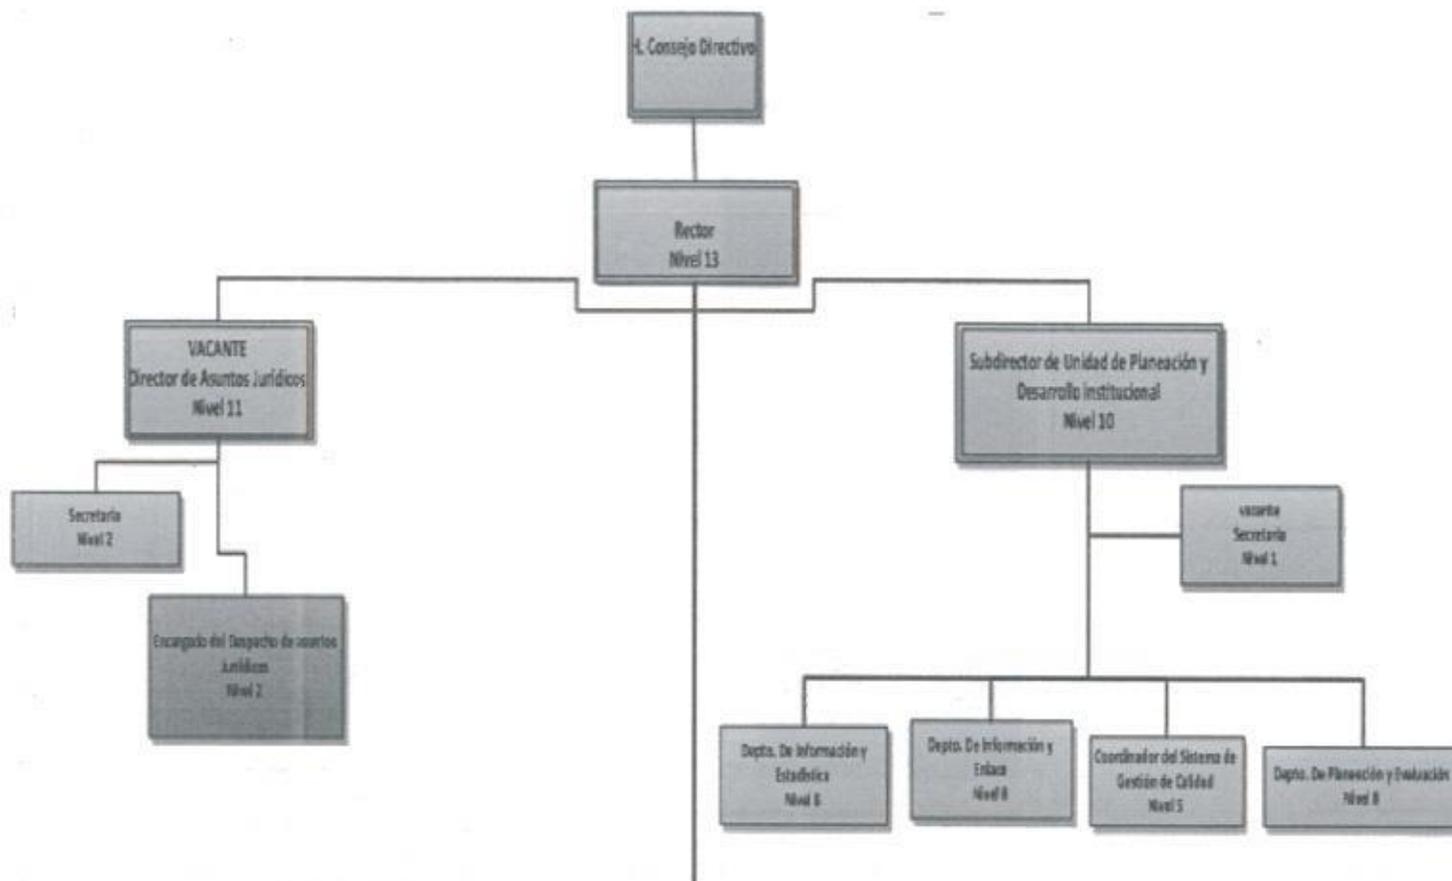 H. Consejo Directivo
Rector
Nivel 13
VACANTE
Director de Asuntos Jurídicos
Nivel 11
Subdirector de Unidad de Planeación y
Desarrollo Institucional
Nivel 10
Secretaria
Nivel 2
vacante
Secretaria
Nivel 1
Encargado del Despacho de asuntos
Jurídicos
Nivel 2
Depto. De Información y
Estadística
Nivel
Depto. De Información y
Enlace
Nivel 8
Coordinador del Sistema de
Gestión de Calidad
Nivel 5
Depto. De Planeación y Evaluación
Nivel 8